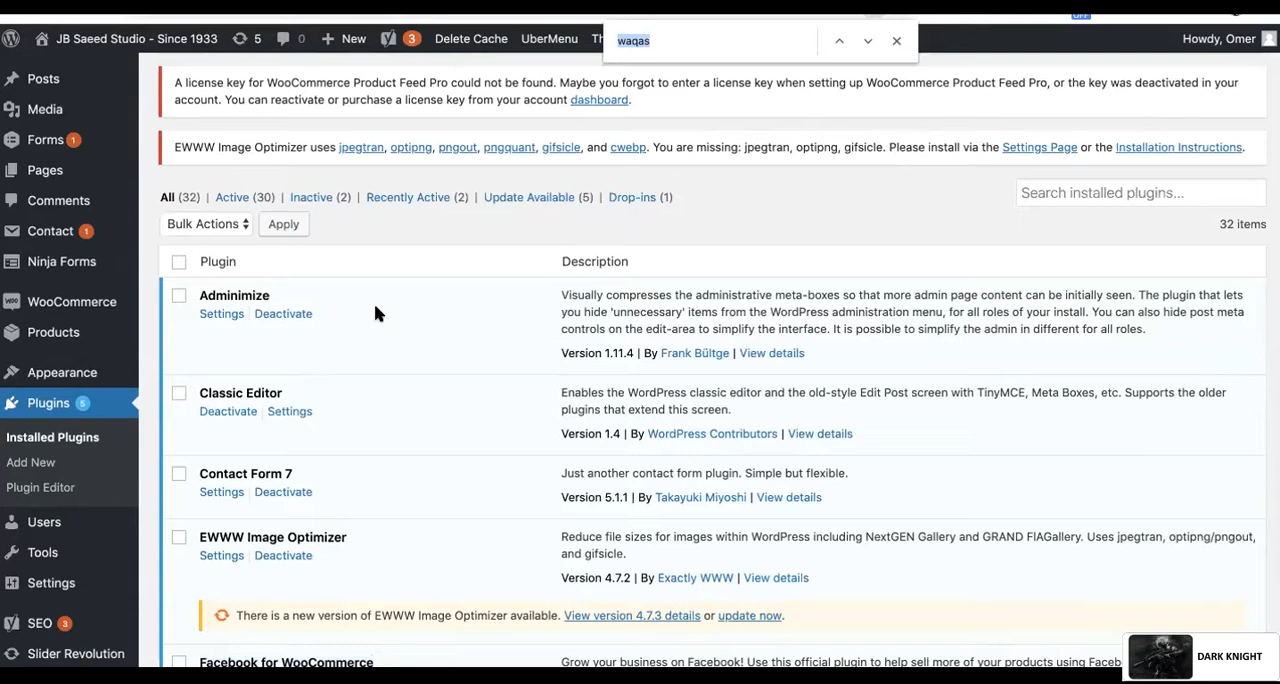 OFF
waqas
JB Saeed Studio - Since 1933 5 0 New 3 Delete Cache UberMenu Th Howdy, Omer
Posts
Media
Forms 1
Pages
Comments
Contact 1
Ninja Forms
WooCommerce
Products
Appearance
Plugins 5
Installed Plugins
Add New
Plugin Editor
Users
Tools
Settings
SEO 3
Slider Revolution
A license key for WooCommerce Product Feed Pro could not be found. Maybe you forgot to enter a license key when setting up WooCommerce Product Feed Pro, or the key was deactivated in your
account. You can reactivate or purchase a license key from your account dashboard.
EWWW Image Optimizer uses jpegtran, optipng, pngout, pngquant, gifsicle, and cwebp. You are missing: jpegtran, optipng, gifsicle. Please install via the Settings Page or the Installation Instructions.
All (32) | Active (30) | Inactive (2) | Recently Active (2) | Update Available (5) | Drop-ins (1)
Search installed plugins...
Bulk Actions Apply
32 items
Plugin Description
Adminimize
Settings | Deactivate
Visually compresses the administrative meta-boxes so that more admin page content can be initially seen. The plugin that lets
you hide 'unnecessary' items from the WordPress administration menu, for all roles of your install. You can also hide post meta
controls on the edit-area to simplify the interface. It is possible to simplify the admin in different for all roles.
Version 1.11.4 | By Frank Bültge | View details
Classic Editor
Deactivate | Settings
Enables the WordPress classic editor and the old-style Edit Post screen with TinyMCE, Meta Boxes, etc. Supports the older
plugins that extend this screen.
Version 1.4 | By WordPress Contributors | View details
Contact Form 7
Settings | Deactivate
Just another contact form plugin. Simple but flexible.
Version 5.1.1 | By Takayuki Miyoshi | View details
EWWW Image Optimizer
Settings | Deactivate
Reduce file sizes for images within WordPress including NextGEN Gallery and GRAND FlAGallery. Uses jpegtran, optipng/pngout,
and gifsicle.
Version 4.7.2 | By Exactly WWW | View details
There is a new version of EWWW Image Optimizer available. View version 4.7.3 details or update now.
Facebook for WooCommerce
Grow your business on Facebook! Use this official plugin to help sell more of your products using Faceb
DARK KNIGHT